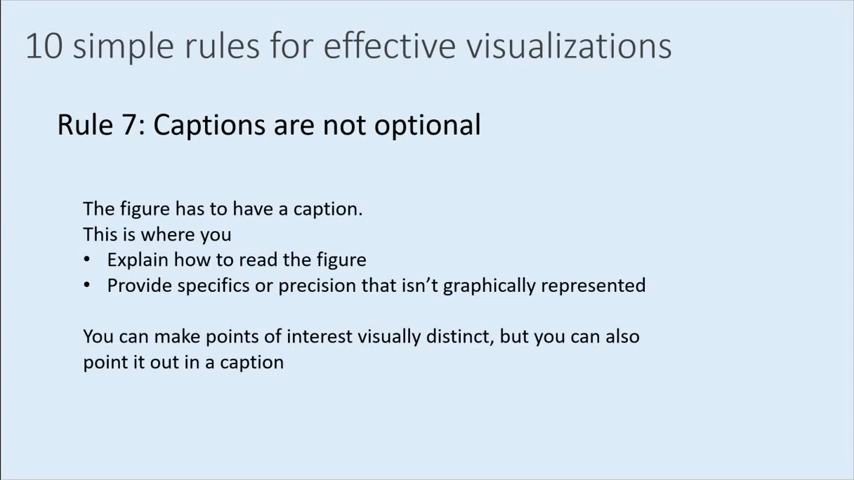 10 simple rules for effective visualizations
Rule 7: Captions are not optional
The figure has to have a caption.
This is where you
• Explain how to read the figure
• Provide specifics or precision that isn’t graphically represented
You can make points of interest visually distinct, but you can also
point it out in a caption